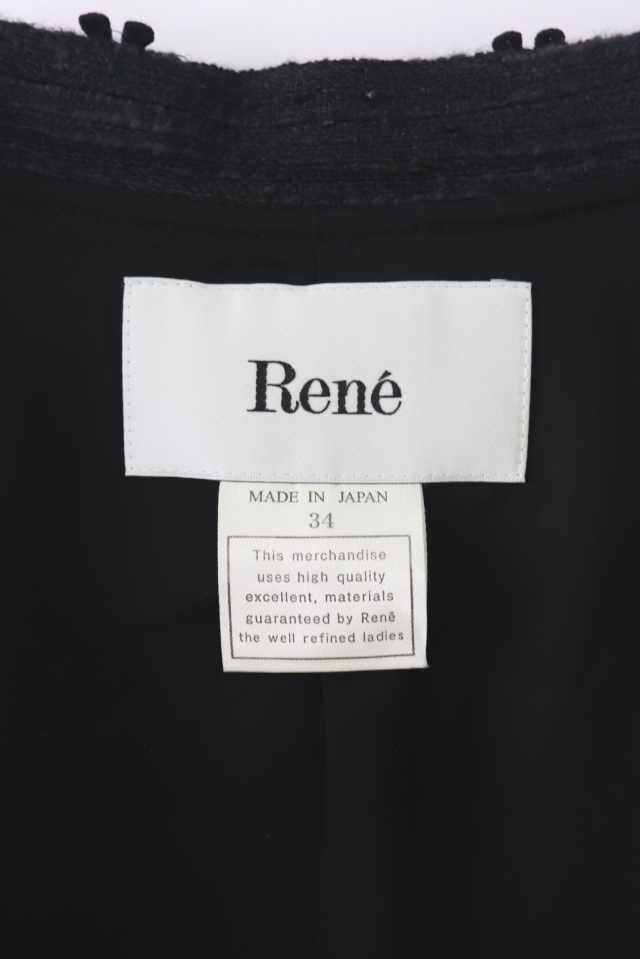 René
MADE IN JAPAN
34
This merchandise
uses high quality
excellent, materials
guaranteed by René
the well refined ladies